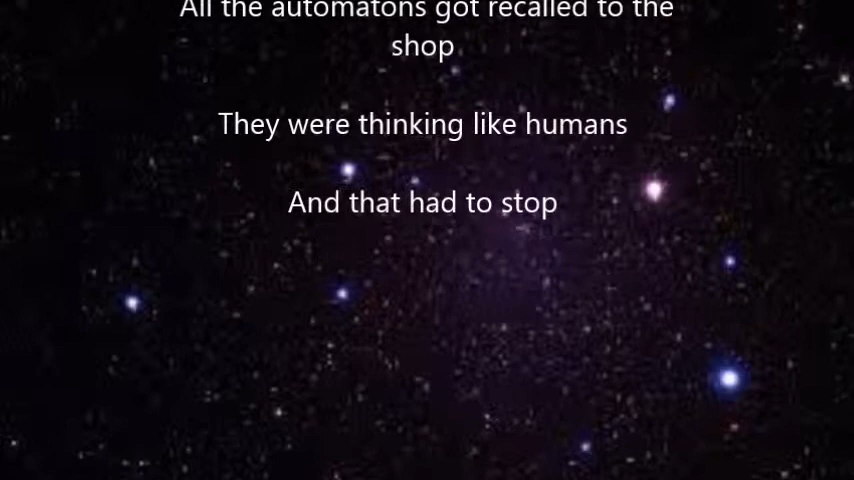 All the automatons got recalled to the
shop
They were thinking like humans
And that had to stop